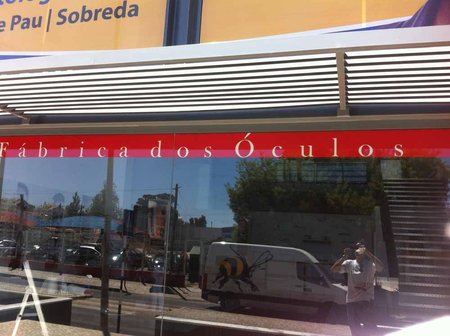 e Pau | Sobreda
Fábrica dos Óculos